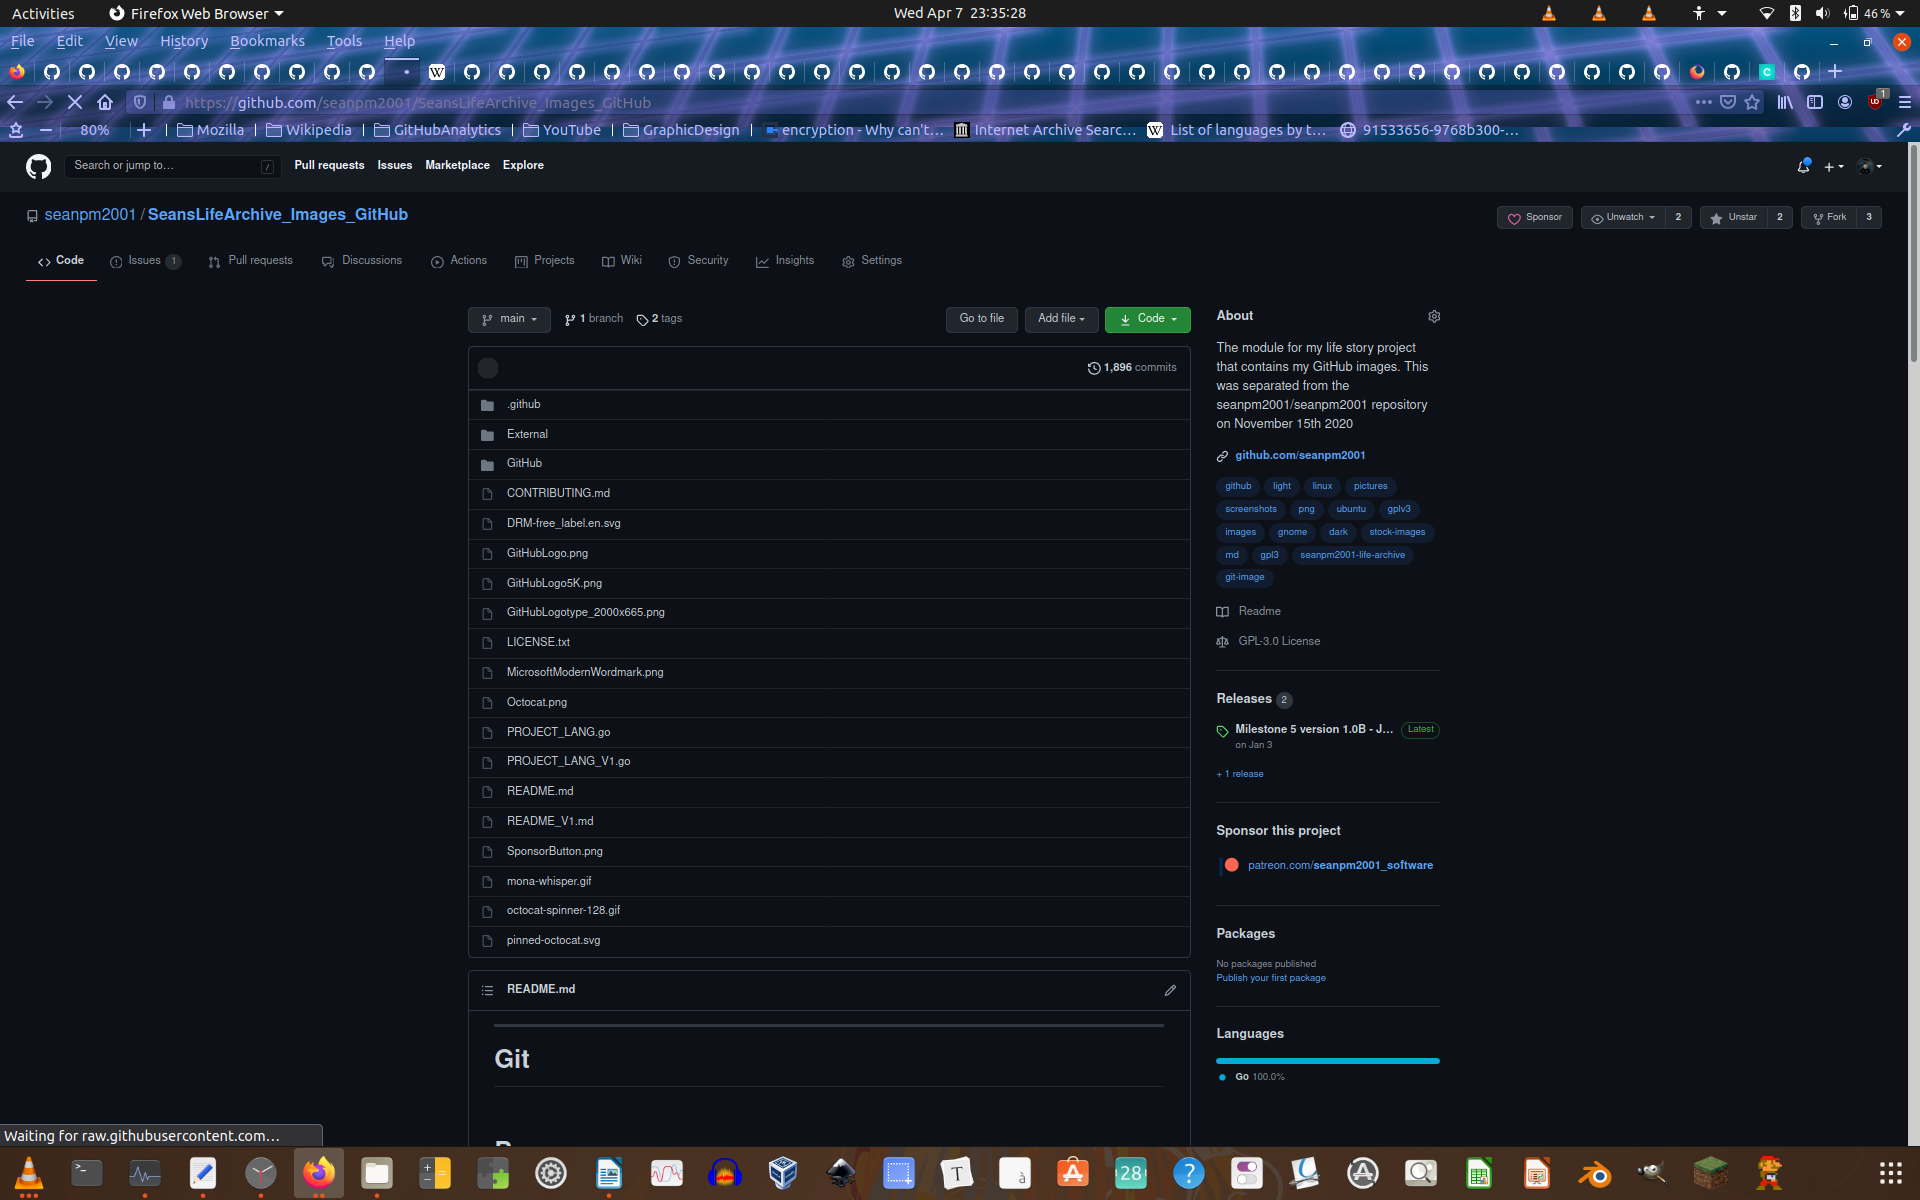 Activities Firefox Web Browser Wed Apr 7 23:35:28 46 %
File Edit View History Bookmarks Tools Help
https://github.com/seanpm2001/SeansLifeArchive_Images_GitHub 1
80% Mozilla Wikipedia GitHubAnalytics YouTube GraphicDesign encryption - Why can't... Internet Archive Searc... List of languages by t... 91533656-9768b300-...
Search or jump to... / Pull requests Issues Marketplace Explore
seanpm2001 / SeansLifeArchive_Images_GitHub Sponsor Unwatch 2 Unstar 2 Fork 3
Code Issues 1 Pull requests Discussions Actions Projects Wiki Security Insights Settings
main 1 branch 2 tags Go to file Add file Code
1,896 commits
.github
External
GitHub
CONTRIBUTING.md
DRM-free_label.en.svg
GitHubLogo.png
GitHubLogo5K.png
GitHubLogotype_2000x665.png
LICENSE.txt
MicrosoftModernWordmark.png
Octocat.png
PROJECT_LANG.go
PROJECT_LANG_V1.go
README.md
README_V1.md
SponsorButton.png
mona-whisper.gif
octocat-spinner-128.gif
pinned-octocat.svg
README.md
Git
About
The module for my life story project
that contains my GitHub images. This
was separated from the
seanpm2001/seanpm2001 repository
on November 15th 2020
github.com/seanpm2001
github light linux pictures
screenshots png ubuntu gplv3
images gnome dark stock-images
md gpl3 seanpm2001-life-archive
git-image
Readme
GPL-3.0 License
Releases 2
Milestone 5 version 1.0B - J... Latest
on Jan 3
+ 1 release
Sponsor this project
patreon.com/seanpm2001_software
Packages
No packages published
Publish your first package
Languages
Go 100.0%
Waiting for raw.githubusercontent.com...